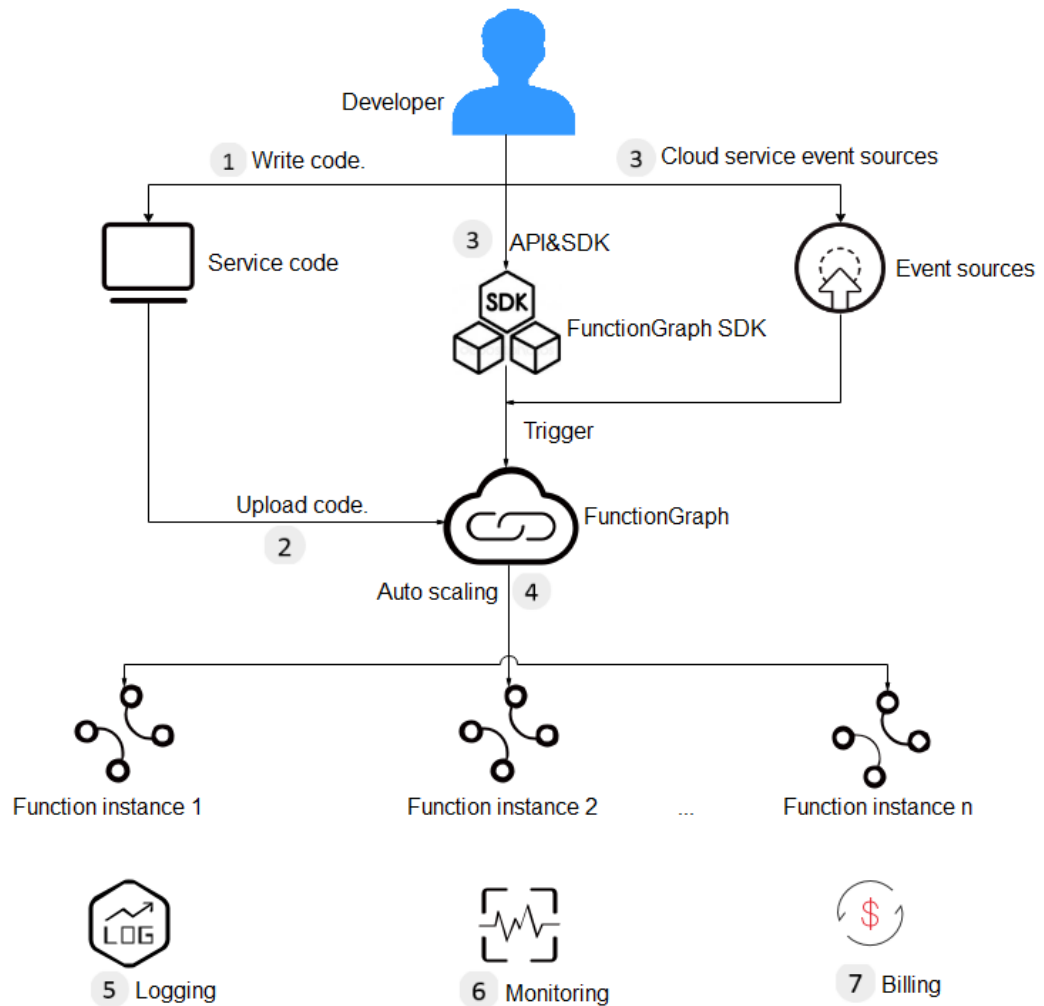 Developer
1 Write code.
3 Cloud service event sources
3 API&SDK
Service code
Event sources
SDK
FunctionGraph SDK
Trigger
Upload code.
2
FunctionGraph
Auto scaling 4
Function instance 1
Function instance 2
...
Function instance n
LOG
$
5 Logging
6 Monitoring
7 Billing